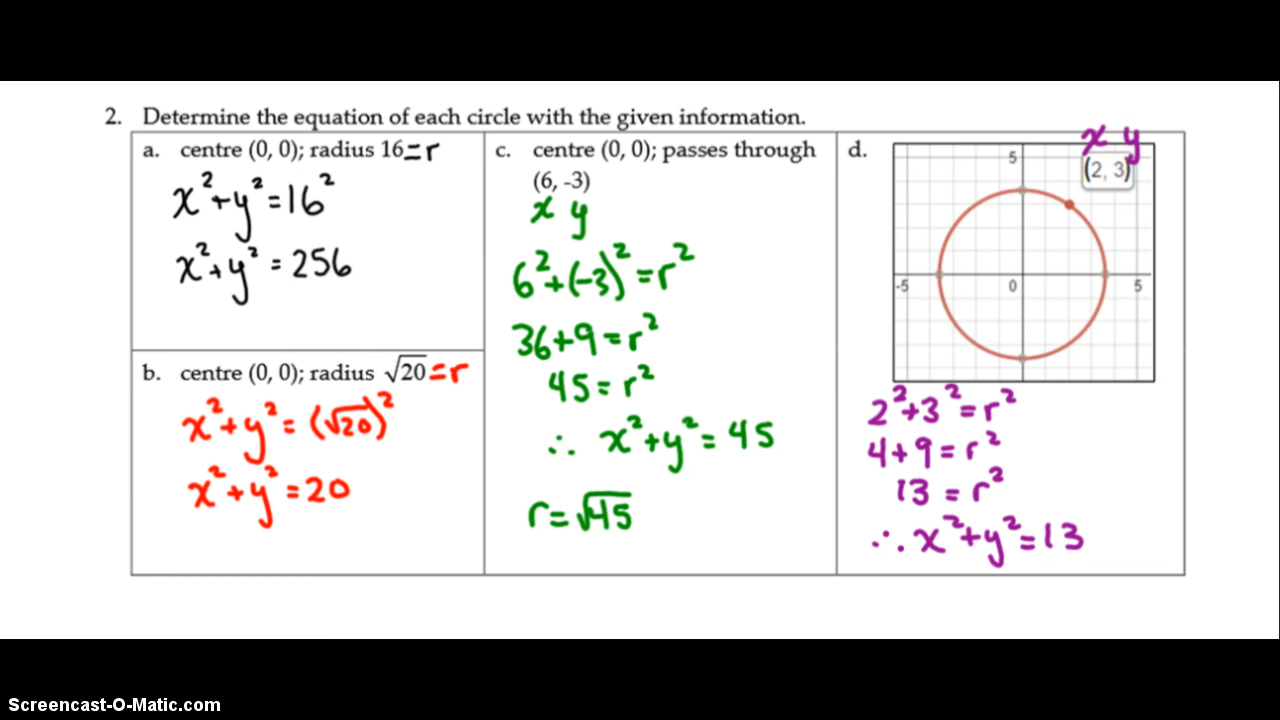 2. Determine the equation of each circle with the given information.
a. centre (0, 0); radius 16 = r
x² + y² = 16²
x² + y² = 256
b. centre (0, 0); radius √20 = r
x² + y² = (√20)²
x² + y² = 20
c. centre (0, 0); passes through
(6, -3)
x y
6² + (-3)² = r²
36 + 9 = r²
45 = r²
∴ x² + y² = 45
r = √45
d.
x y
(2, 3)
5
-5 0 5
2² + 3² = r²
4 + 9 = r²
13 = r²
∴ x² + y² = 13
Screencast-O-Matic.com